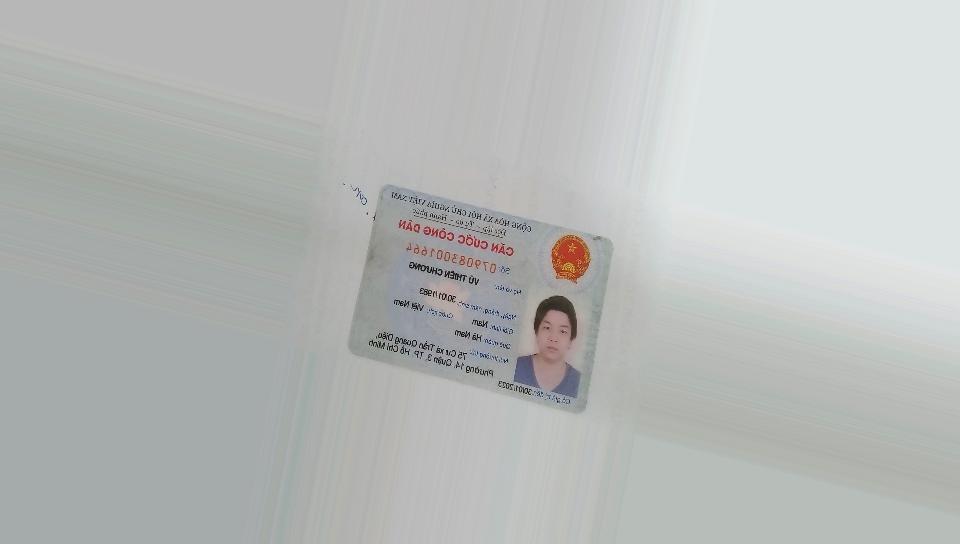 CỘNG HÒA XÃ HỘI CHỦ NGHĨA VIỆT NAM
Độc lập - Tự do - Hạnh phúc
CĂN CƯỚC CÔNG DÂN
Số: 079083001664
Họ và tên:
VŨ THIÊN CHƯƠNG
Ngày, tháng, năm sinh: 30/01/1983
Giới tính: Nam Quốc tịch: Việt Nam
Quê quán: Hà Nam
Nơi thường trú:
75 Cư xá Trần Quang Diệu,
Phường 14, Quận 3, TP. Hồ Chí Minh
Có giá trị đến: 30/01/2023